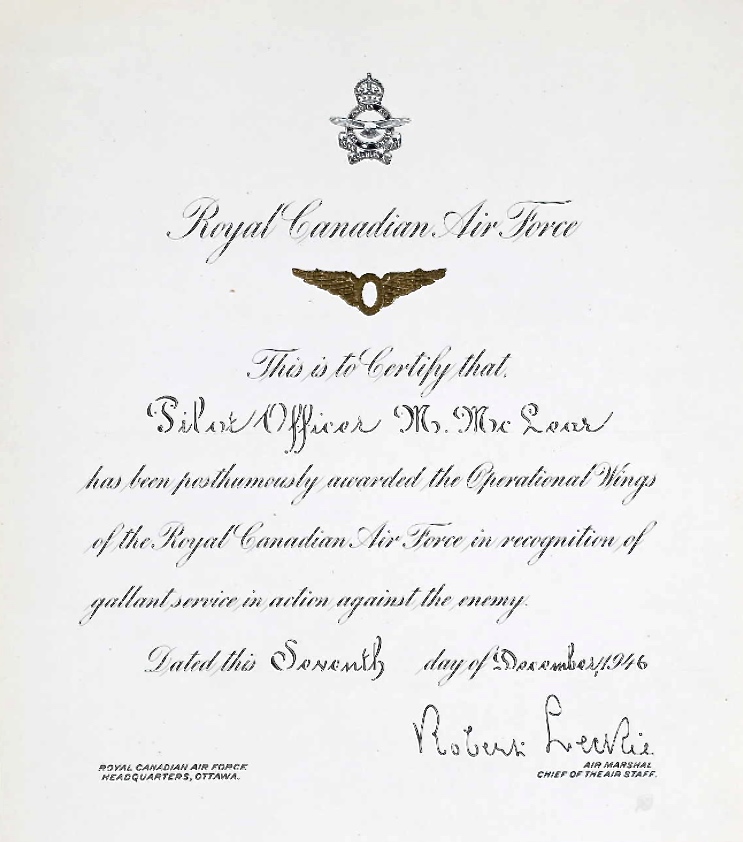 Royal Canadian Air Force
This is to Certify that
Pilot Officer M. McLear
has been posthumously awarded the Operational Wings
of the Royal Canadian Air Force in recognition of
gallant service in action against the enemy.
Dated this Seventh day of December, 1946
Robert Leckie
ROYAL CANADIAN AIR FORCE
HEADQUARTERS, OTTAWA.
AIR MARSHAL
CHIEF OF THE AIR STAFF.